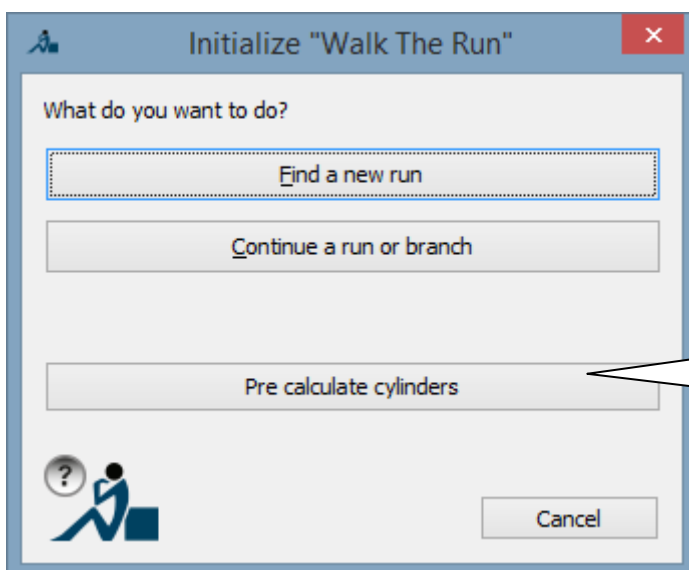 Initialize "Walk The Run"
What do you want to do?
Find a new run
Continue a run or branch
Pre calculate cylinders
?
Cancel